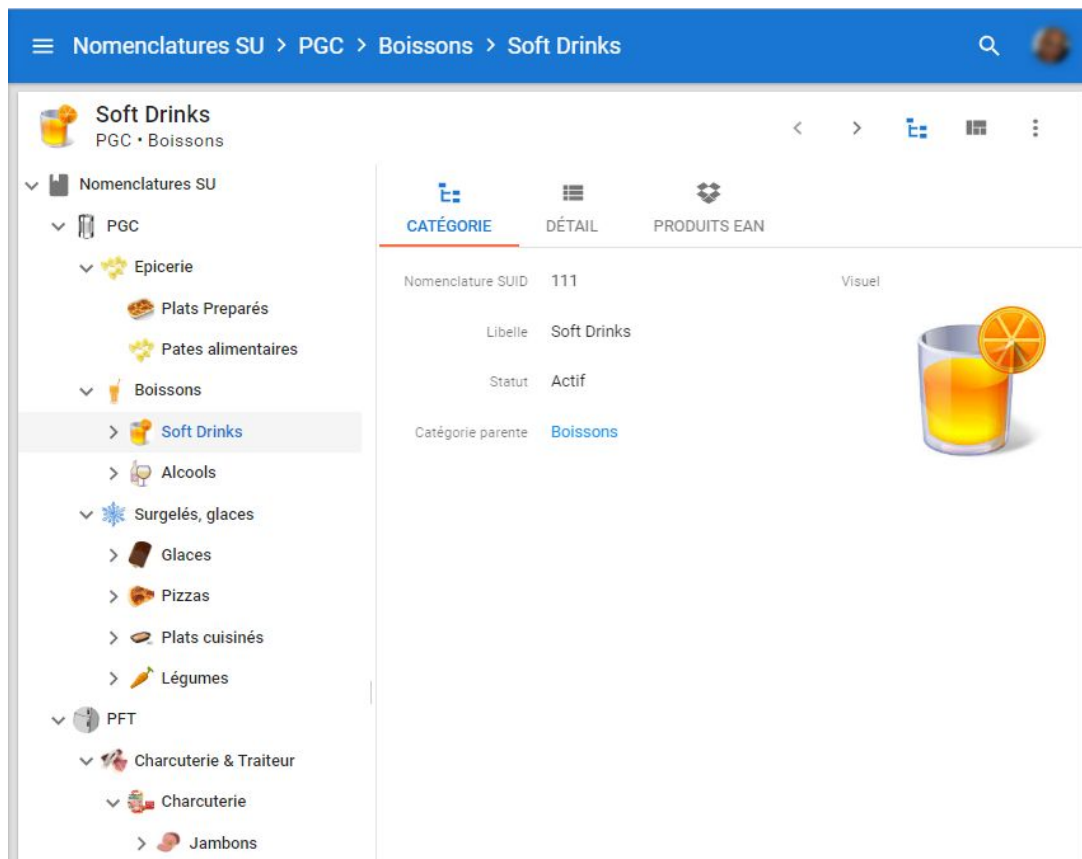 Nomenclatures SU > PGC > Boissons > Soft Drinks
Soft Drinks
PGC • Boissons
Nomenclatures SU
PGC
Epicerie
Plats Preparés
Pates alimentaires
Boissons
Soft Drinks
Alcools
Surgelés, glaces
Glaces
Pizzas
Plats cuisinés
Légumes
PFT
Charcuterie & Traiteur
Charcuterie
Jambons
CATÉGORIE DÉTAIL PRODUITS EAN
Nomenclature SUID 111
Libelle Soft Drinks
Statut Actif
Catégorie parente Boissons
Visuel